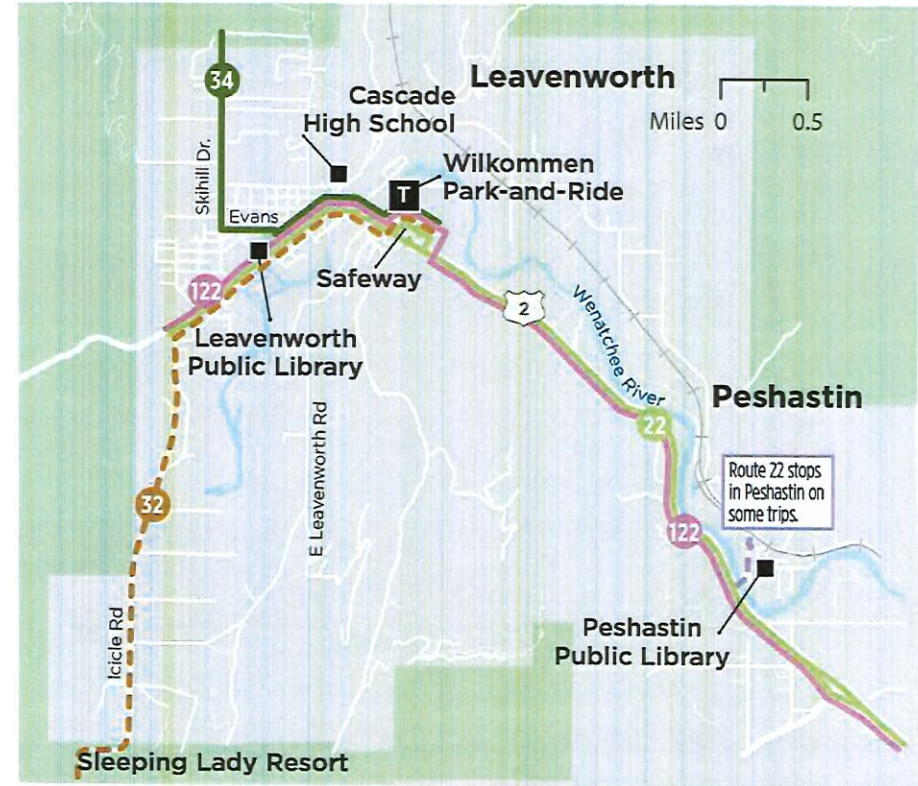 34
Leavenworth
Cascade
High School
Miles 0 0.5
Wilkommen
Park-and-Ride
T
Skihill Dr.
Evans
Safeway
122
2
Leavenworth
Public Library
Wenatchee River
Peshastin
22
E Leavenworth Rd
Route 22 stops
in Peshastin on
some trips.
32
122
Icicle Rd
Peshastin
Public Library
Sleeping Lady Resort